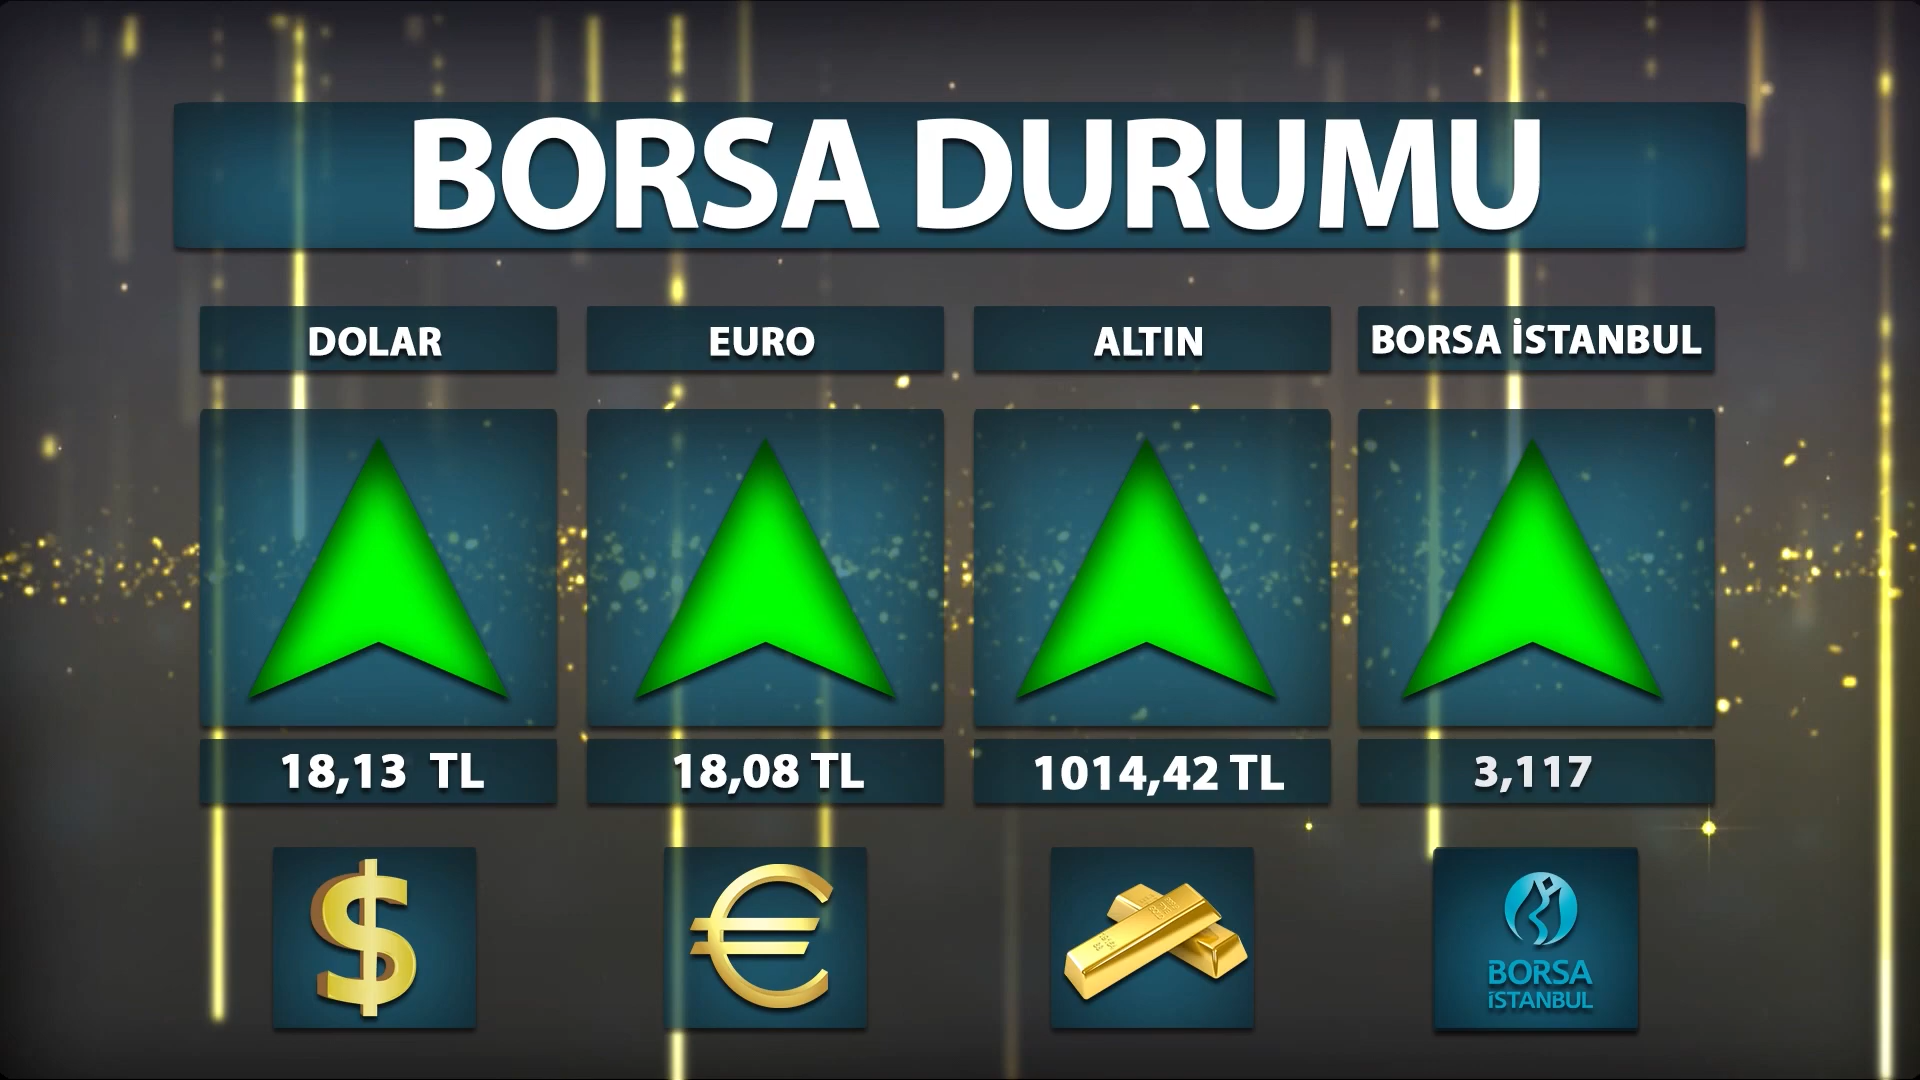 BORSA DURUMU
DOLAR
EURO
ALTIN
BORSA İSTANBUL
18,13 TL
18,08 TL
1014,42 TL
3,117
$
€
BORSA
İSTANBUL